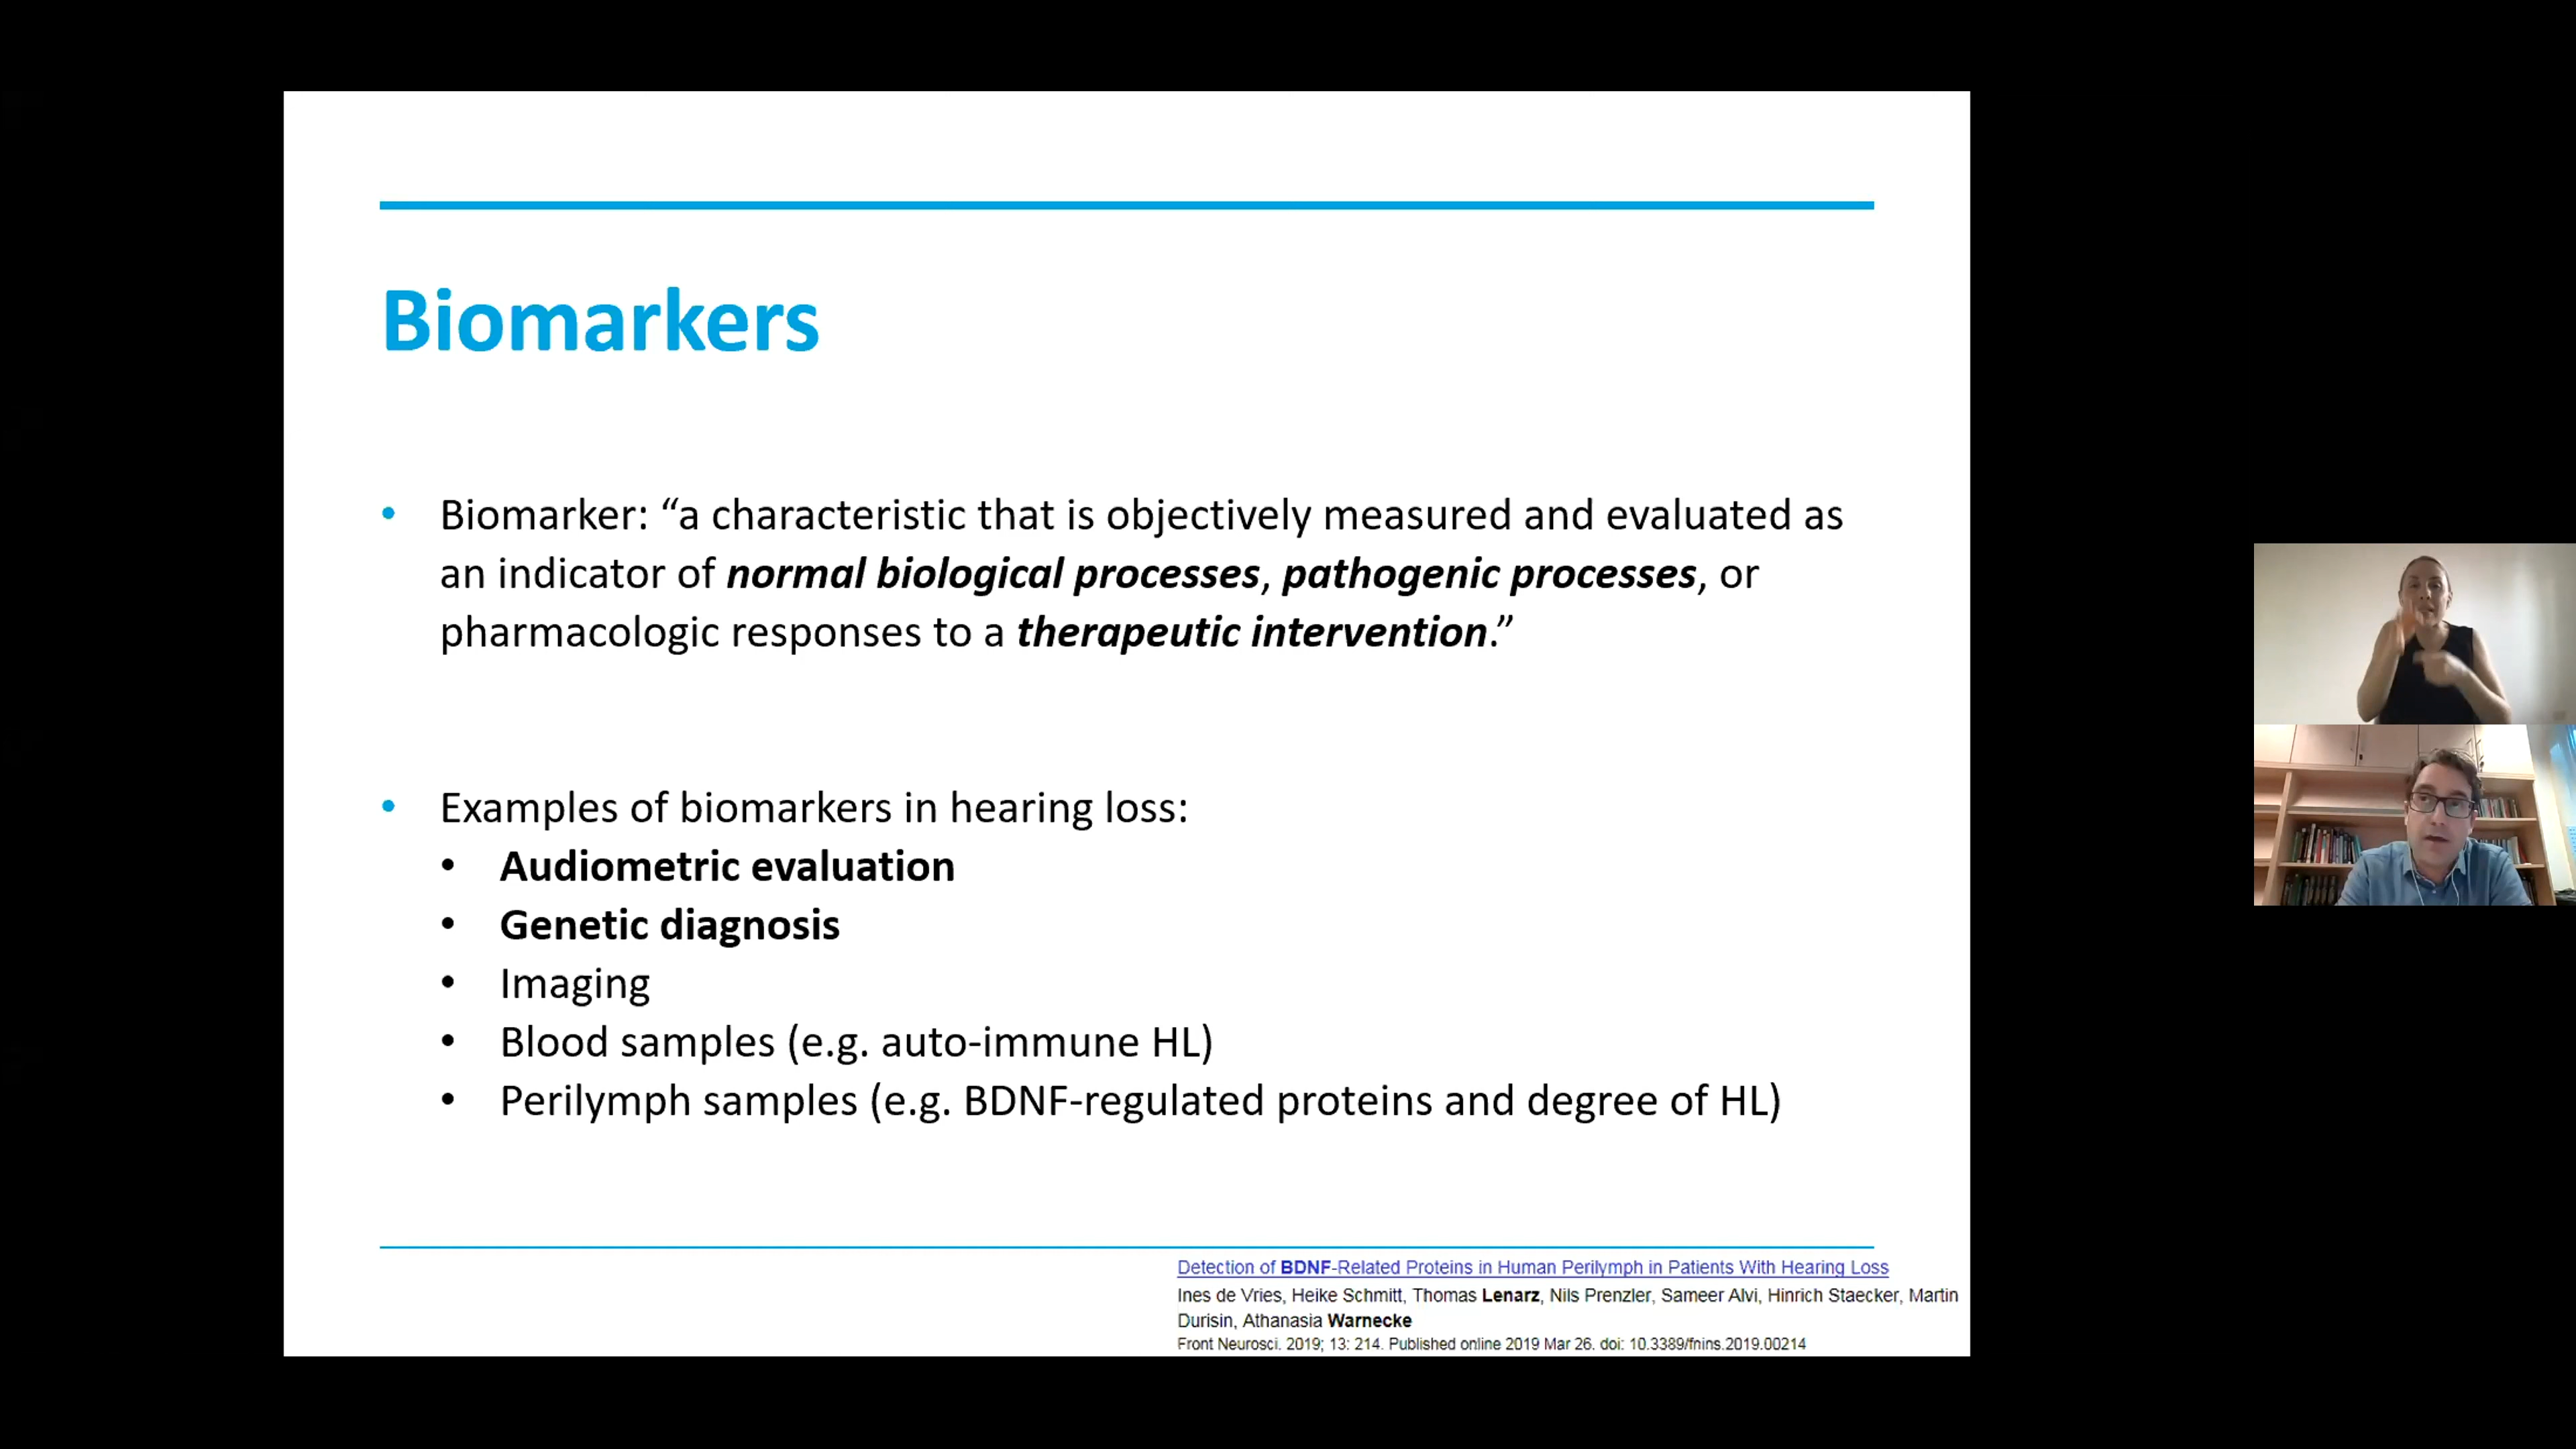 Biomarkers
• Biomarker: “a characteristic that is objectively measured and evaluated as
an indicator of normal biological processes, pathogenic processes, or
pharmacologic responses to a therapeutic intervention.”
• Examples of biomarkers in hearing loss:
• Audiometric evaluation
• Genetic diagnosis
• Imaging
• Blood samples (e.g. auto-immune HL)
• Perilymph samples (e.g. BDNF-regulated proteins and degree of HL)
Detection of BDNF-Related Proteins in Human Perilymph in Patients With Hearing Loss
Ines de Vries, Heike Schmitt, Thomas Lenarz, Nils Prenzler, Sameer Alvi, Hinrich Staecker, Martin
Durisin, Athanasia Warnecke
Front Neurosci. 2019; 13: 214. Published online 2019 Mar 26. doi: 10.3389/fnins.2019.00214